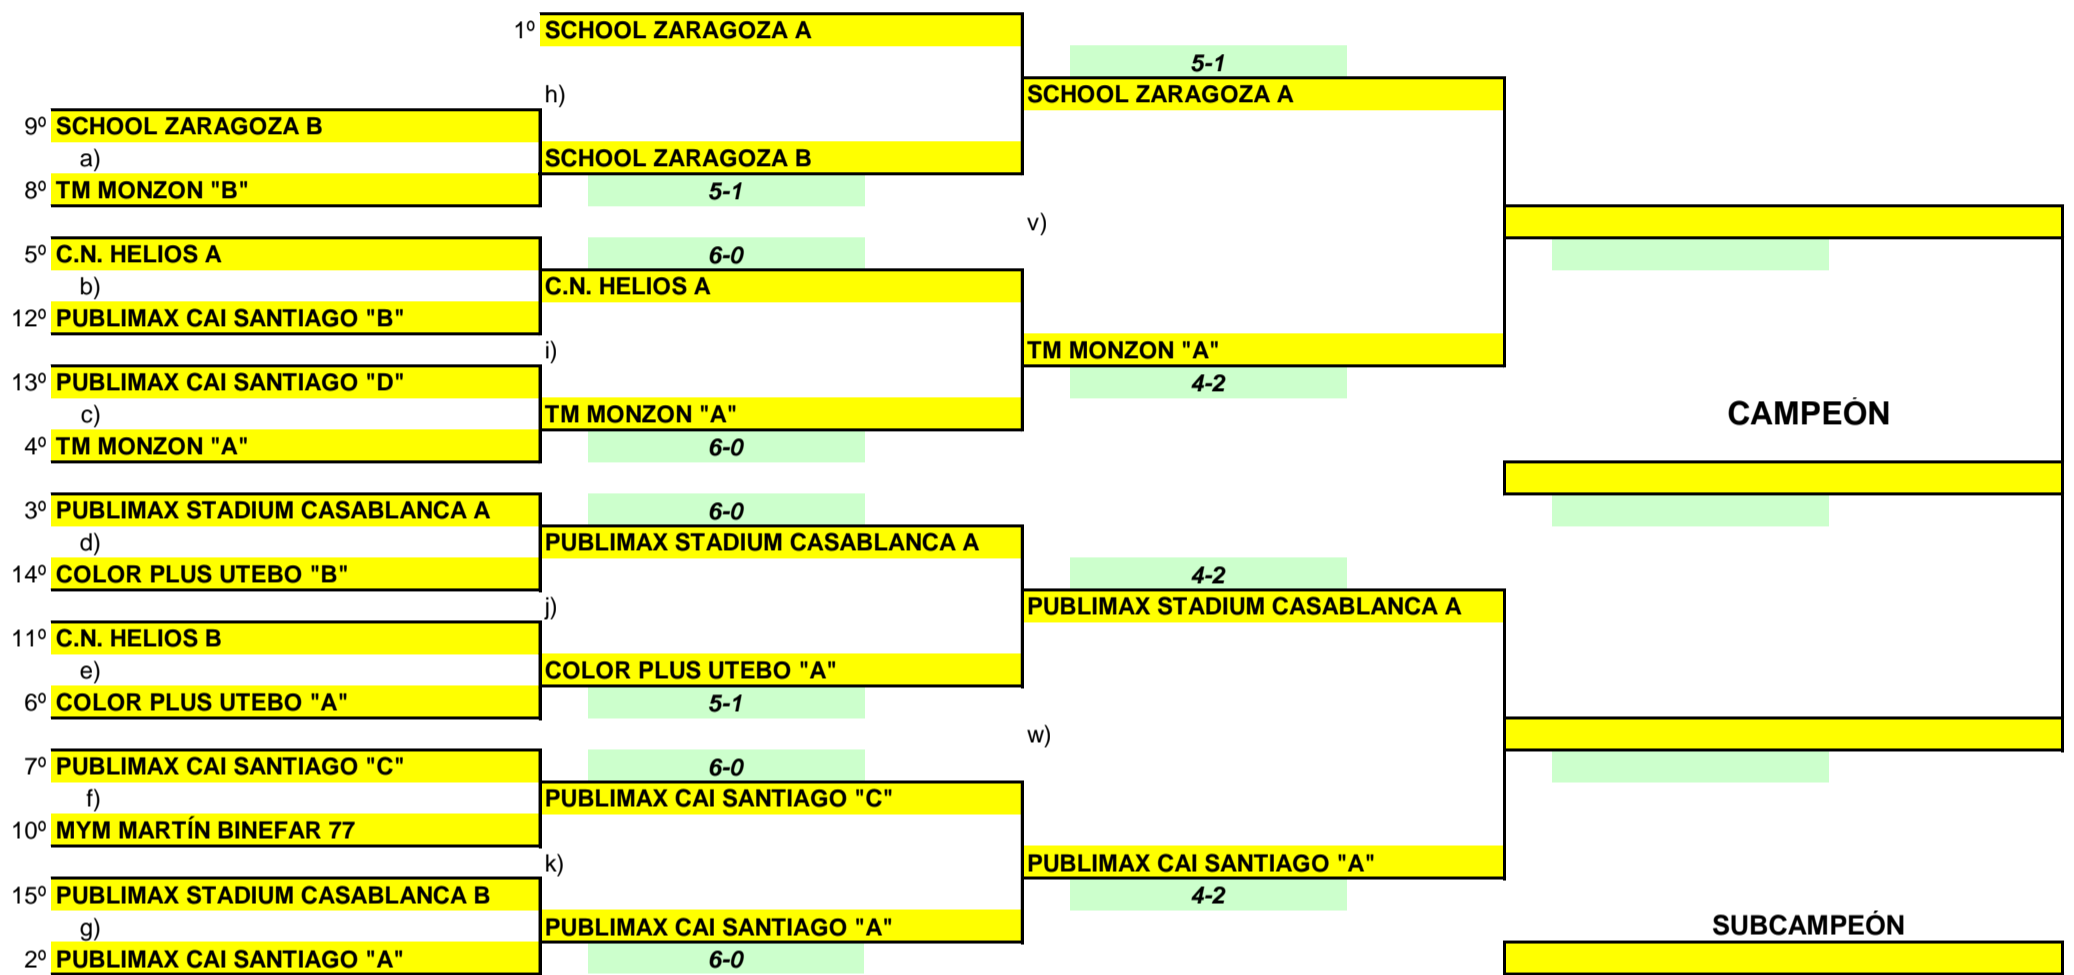 1º SCHOOL ZARAGOZA A
5-1
h) SCHOOL ZARAGOZA A
9º SCHOOL ZARAGOZA B
a) SCHOOL ZARAGOZA B
8º TM MONZON "B" 5-1
v)
5º C.N. HELIOS A 6-0
b) C.N. HELIOS A
12º PUBLIMAX CAI SANTIAGO "B"
i) TM MONZON "A"
13º PUBLIMAX CAI SANTIAGO "D" 4-2
c) TM MONZON "A" CAMPEÓN
4º TM MONZON "A" 6-0
3º PUBLIMAX STADIUM CASABLANCA A 6-0
d) PUBLIMAX STADIUM CASABLANCA A
14º COLOR PLUS UTEBO "B" 4-2
j) PUBLIMAX STADIUM CASABLANCA A
11º C.N. HELIOS B
e) COLOR PLUS UTEBO "A"
6º COLOR PLUS UTEBO "A" 5-1
w)
7º PUBLIMAX CAI SANTIAGO "C" 6-0
f) PUBLIMAX CAI SANTIAGO "C"
10º MYM MARTÍN BINEFAR 77
k) PUBLIMAX CAI SANTIAGO "A"
15º PUBLIMAX STADIUM CASABLANCA B 4-2
g) PUBLIMAX CAI SANTIAGO "A" SUBCAMPEÓN
2º PUBLIMAX CAI SANTIAGO "A" 6-0